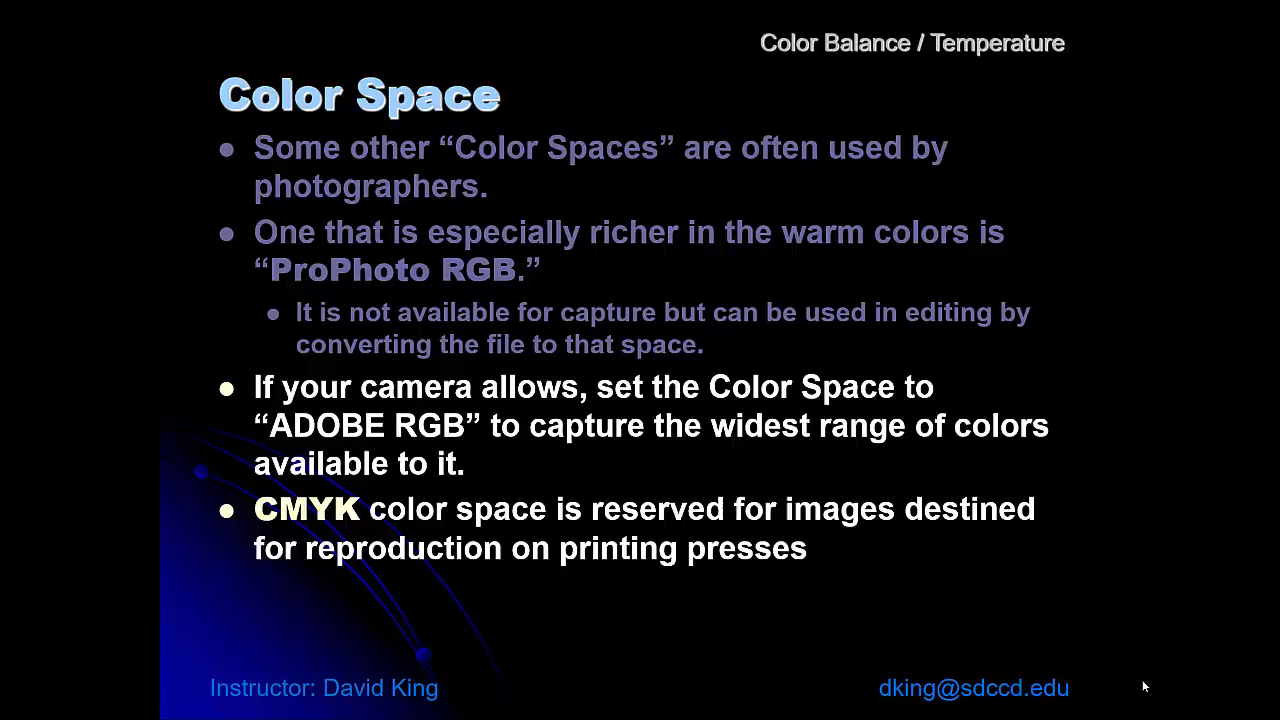 Color Balance / Temperature
Color Space
Some other “Color Spaces” are often used by
photographers.
One that is especially richer in the warm colors is
“ProPhoto RGB.”
It is not available for capture but can be used in editing by
converting the file to that space.
If your camera allows, set the Color Space to
“ADOBE RGB” to capture the widest range of colors
available to it.
CMYK color space is reserved for images destined
for reproduction on printing presses
Instructor: David King
dking@sdccd.edu